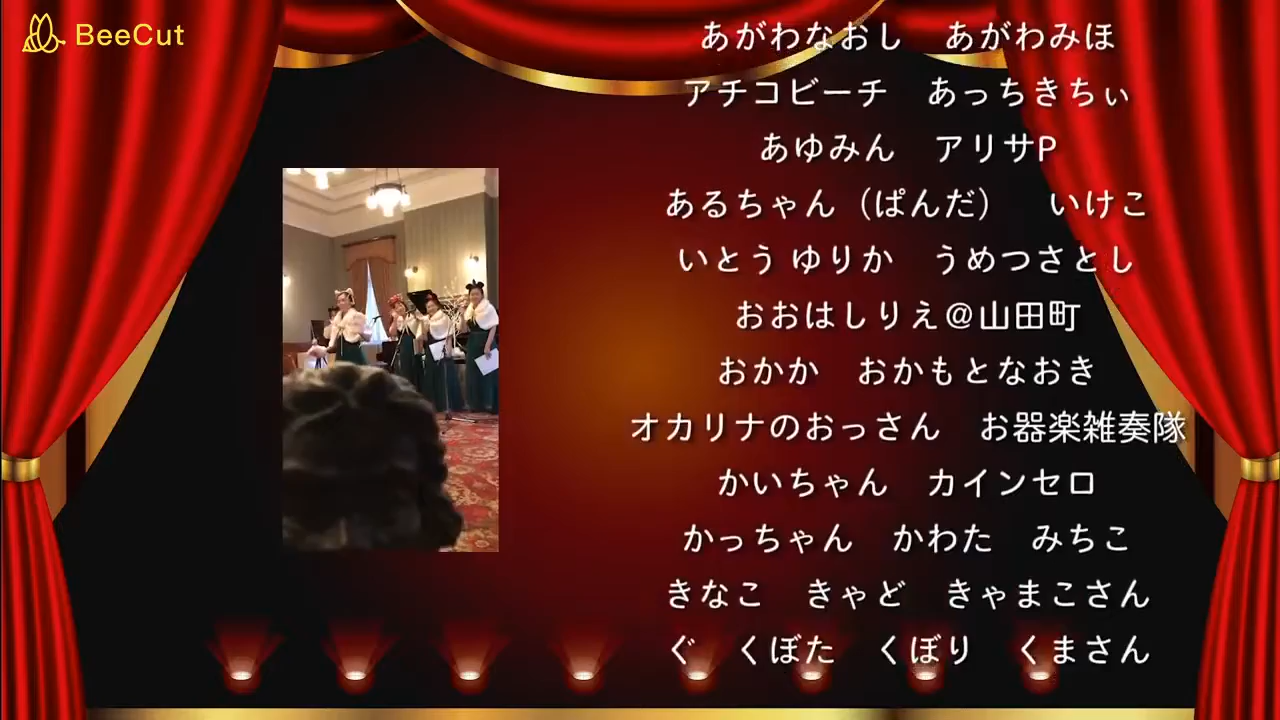 BeeCut
あがわなおし　あがわみほ
アチコビーチ　あっちきちぃ
あゆみん　アリサP
あるちゃん（ぱんだ）　いけこ
いとう ゆりか　うめつさとし
おおはしりえ＠山田町
おかか　おかもとなおき
オカリナのおっさん　お器楽雑奏隊
かいちゃん　カインセロ
かっちゃん　かわた　みちこ
きなこ　きゃど　きゃまこさん
ぐ　くぼた　くぼり　くまさん